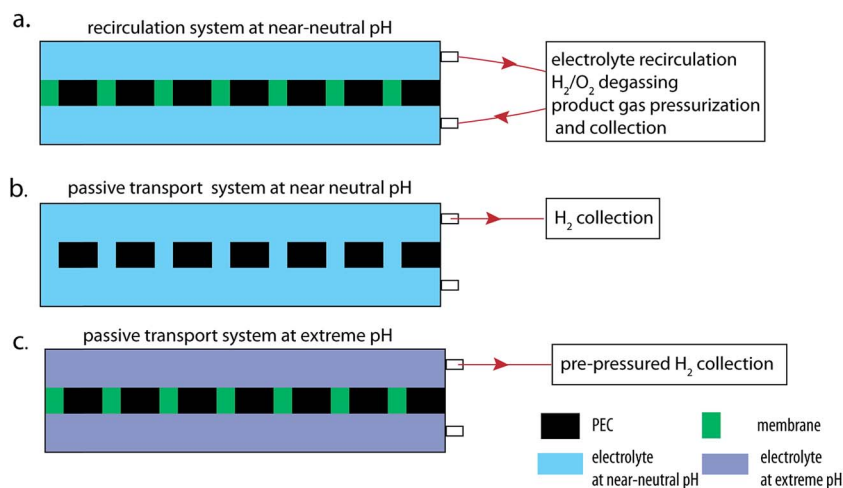 a.
recirculation system at near-neutral pH
electrolyte recirculation
H₂/O₂ degassing
product gas pressurization
and collection
b.
passive transport system at near neutral pH
H₂ collection
c.
passive transport system at extreme pH
pre-pressured H₂ collection
PEC
membrane
electrolyte
at near-neutral pH
electrolyte
at extreme pH